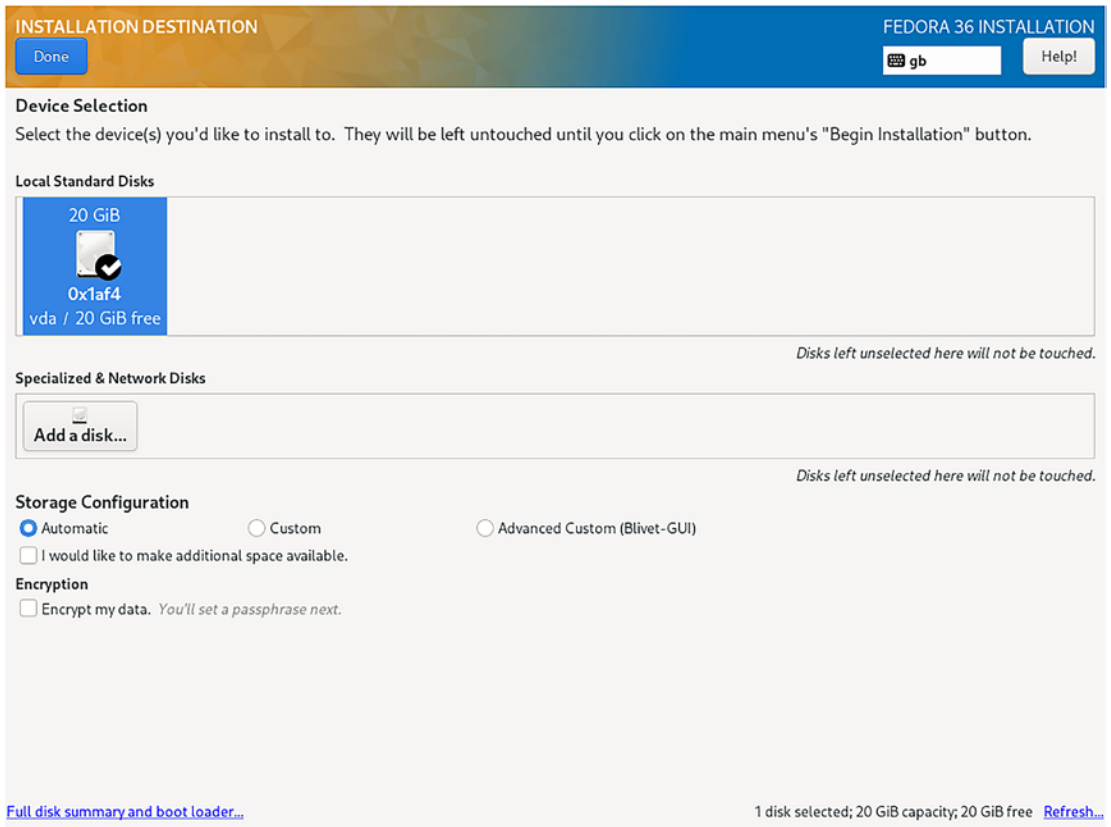 INSTALLATION DESTINATION
FEDORA 36 INSTALLATION
Done
gb
Help!
Device Selection
Select the device(s) you'd like to install to. They will be left untouched until you click on the main menu's "Begin Installation" button.
Local Standard Disks
20 GiB
0x1af4
vda / 20 GiB free
Disks left unselected here will not be touched.
Specialized & Network Disks
Add a disk...
Disks left unselected here will not be touched.
Storage Configuration
Automatic Custom Advanced Custom (Blivet-GUI)
I would like to make additional space available.
Encryption
Encrypt my data. You'll set a passphrase next.
Full disk summary and boot loader... 1 disk selected; 20 GiB capacity; 20 GiB free Refresh...